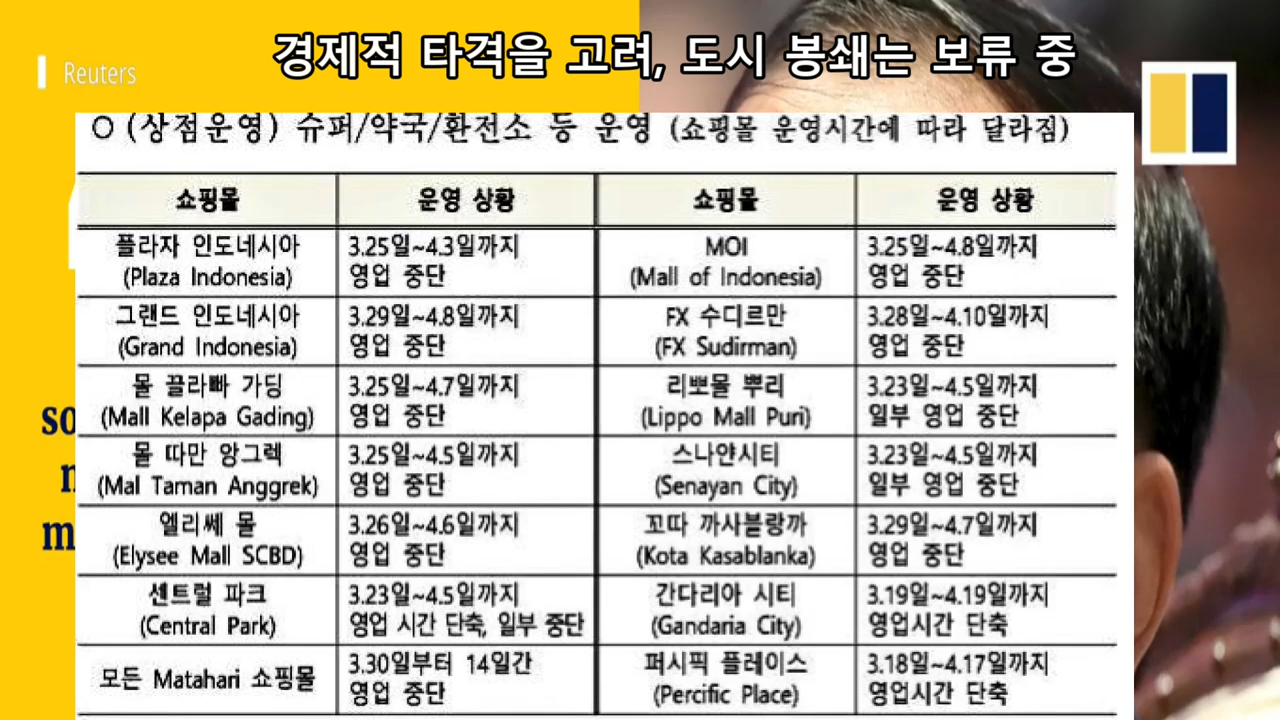 경제적 타격을 고려, 도시 봉쇄는 보류 중
Reuters
ㅇ (상점운영) 슈퍼/약국/환전소 등 운영 (쇼핑몰 운영시간에 따라 달라짐)
쇼핑몰 운영 상황 쇼핑몰 운영 상황
플라자 인도네시아
(Plaza Indonesia)
3.25일~4.3일까지
영업 중단
MOI
(Mall of Indonesia)
3.25일~4.8일까지
영업 중단
그랜드 인도네시아
(Grand Indonesia)
3.29일~4.8일까지
영업 중단
FX 수디르만
(FX Sudirman)
3.28일~4.10일까지
영업 중단
몰 끌라빠 가딩
(Mall Kelapa Gading)
3.25일~4.7일까지
영업 중단
리뽀몰 뿌리
(Lippo Mall Puri)
3.23일~4.5일까지
일부 영업 중단
몰 따만 앙그렉
(Mal Taman Anggrek)
3.25일~4.5일까지
영업 중단
스나얀시티
(Senayan City)
3.23일~4.5일까지
일부 영업 중단
엘리쎄 몰
(Elysee Mall SCBD)
3.26일~4.6일까지
영업 중단
꼬따 까사블랑까
(Kota Kasablanka)
3.29일~4.7일까지
영업 중단
센트럴 파크
(Central Park)
3.23일~4.5일까지
영업 시간 단축, 일부 중단
간다리아 시티
(Gandaria City)
3.19일~4.19일까지
영업시간 단축
모든 Matahari 쇼핑몰
3.30일부터 14일간
영업 중단
퍼시픽 플레이스
(Percific Place)
3.18일~4.17일까지
영업시간 단축